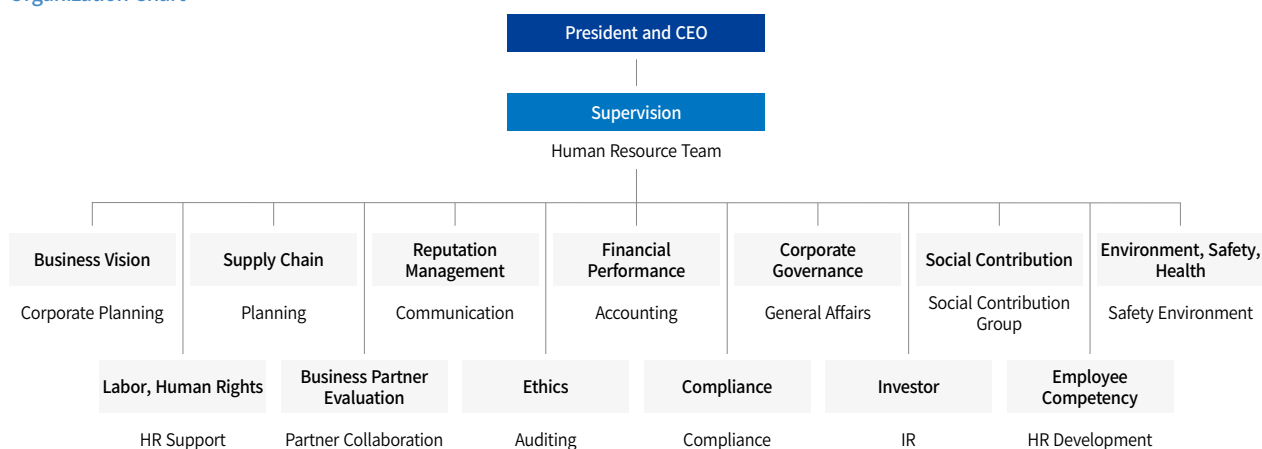 Organization Chart
President and CEO
Supervision
Human Resource Team
Business Vision
Corporate Planning
Supply Chain
Planning
Reputation
Management
Communication
Financial
Performance
Accounting
Corporate
Governance
General Affairs
Social Contribution
Social Contribution
Group
Environment, Safety,
Health
Safety Environment
Labor, Human Rights
HR Support
Business Partner
Evaluation
Partner Collaboration
Ethics
Auditing
Compliance
Compliance
Investor
IR
Employee
Competency
HR Development